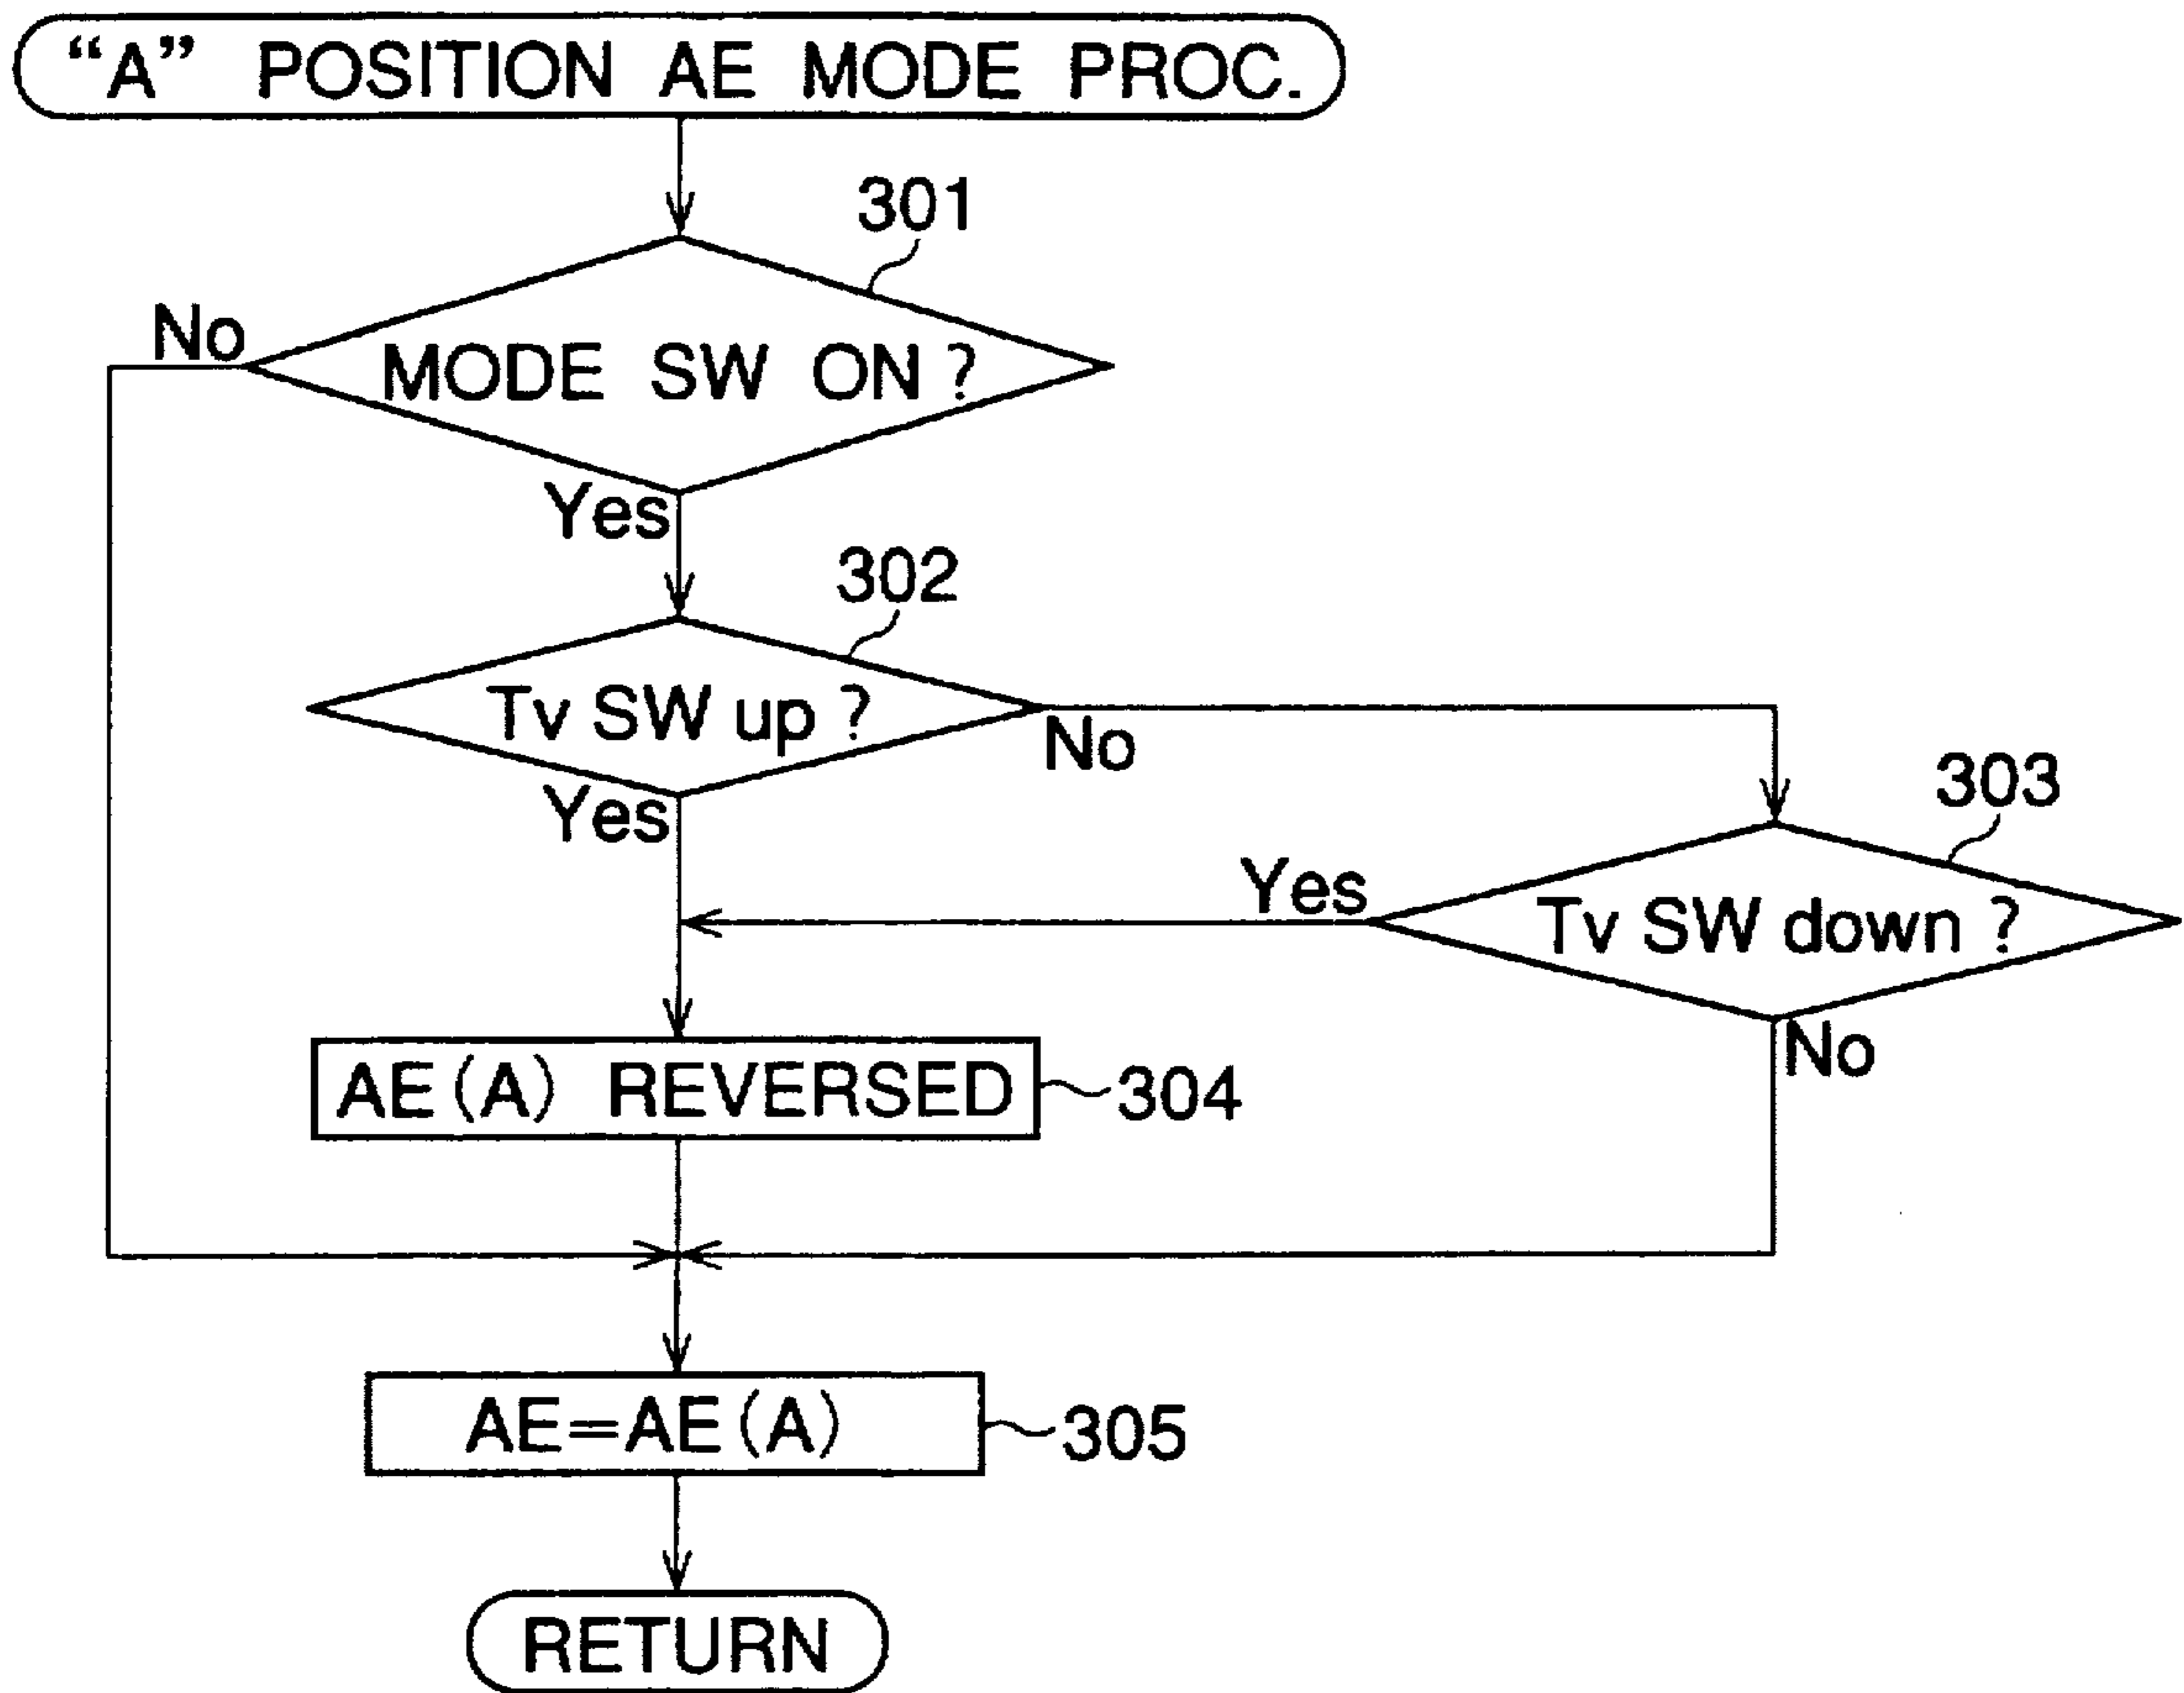 “A” POSITION AE MODE PROC.
301
No
MODE SW ON ?
Yes
302
Tv SW up ?
No
Yes
303
Yes
Tv SW down ?
No
AE(A) REVERSED
304
AE=AE(A)
305
RETURN